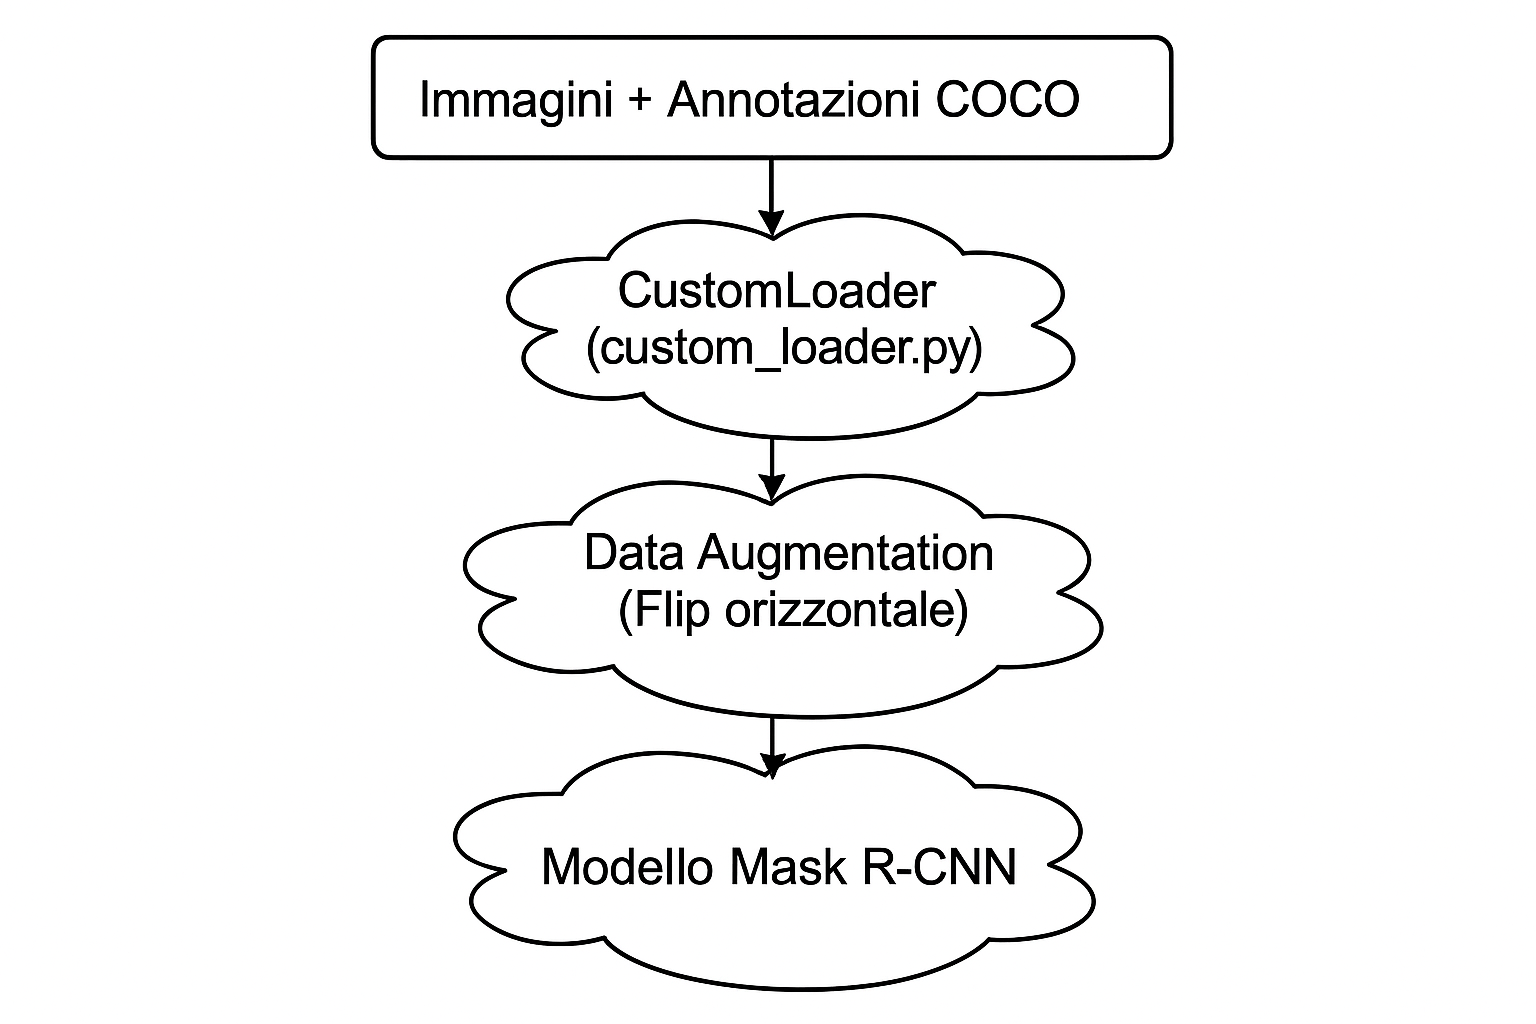 Immagini + Annotazioni COCO
CustomLoader
(custom_loader.py)
Data Augmentation
(Flip orizzontale)
Modello Mask R-CNN